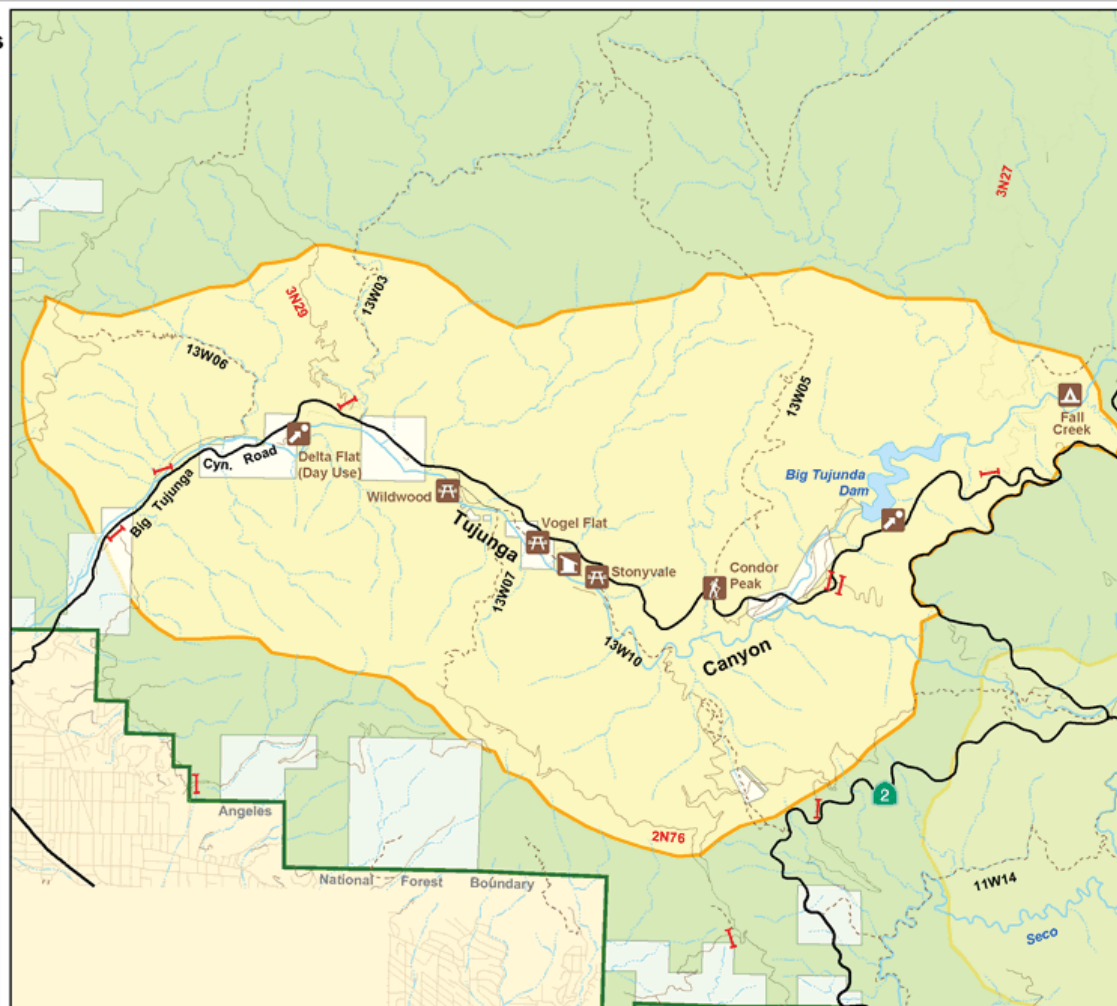 s
3N27
3N29
13W03
13W06
13W05
Fall
Creek
Big Tujunga
Cyn. Road
Delta Flat
(Day Use)
Wildwood
Big Tujunda
Dam
Tujunga
Vogel Flat
Stonyvale
Condor
Peak
13W07
13W10
Canyon
2
Angeles
2N76
National Forest Boundary
11W14
Seco